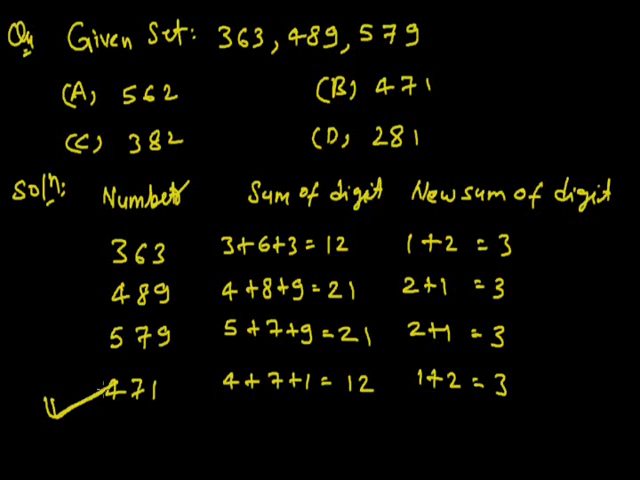 Qn Given Set: 363, 489, 579
(A) 562 (B) 471
(C) 382 (D) 281
Soln: Number Sum of digit New sum of digit
363 3+6+3=12 1+2=3
489 4+8+9=21 2+1=3
579 5+7+9=21 2+1=3
471 4+7+1=12 1+2=3